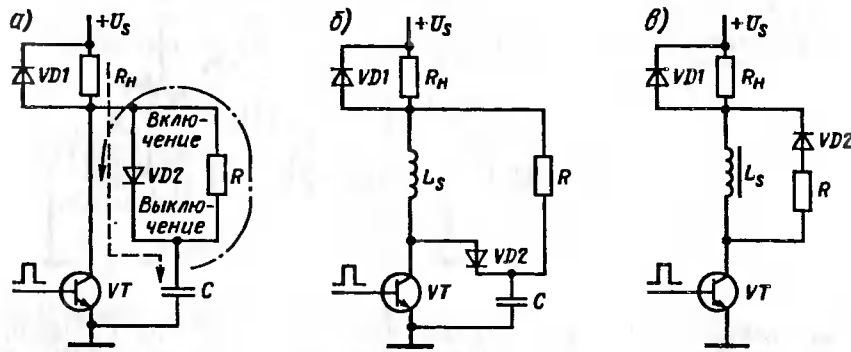 а)
+U_S
VD1
R_H
Вклю-
чение
VD2
R
Выклю-
чение
VT
C
б)
+U_S
VD1
R_H
L_S
R
VD2
VT
C
в)
+U_S
VD1
R_H
VD2
L_S
R
VT